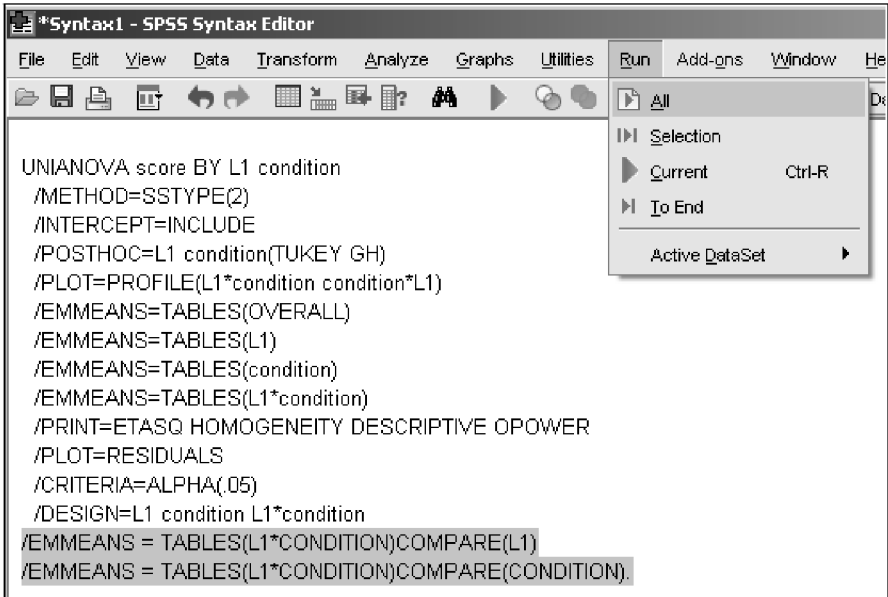 *Syntax1 - SPSS Syntax Editor
File Edit View Data Transform Analyze Graphs Utilities Run Add-ons Window He
All
Selection
Current Ctrl-R
To End
Active DataSet
UNIANOVA score BY L1 condition
/METHOD=SSTYPE(2)
/INTERCEPT=INCLUDE
/POSTHOC=L1 condition(TUKEY GH)
/PLOT=PROFILE(L1*condition condition*L1)
/EMMEANS=TABLES(OVERALL)
/EMMEANS=TABLES(L1)
/EMMEANS=TABLES(condition)
/EMMEANS=TABLES(L1*condition)
/PRINT=ETASQ HOMOGENEITY DESCRIPTIVE OPOWER
/PLOT=RESIDUALS
/CRITERIA=ALPHA(.05)
/DESIGN=L1 condition L1*condition
/EMMEANS = TABLES(L1*CONDITION)COMPARE(L1)
/EMMEANS = TABLES(L1*CONDITION)COMPARE(CONDITION).